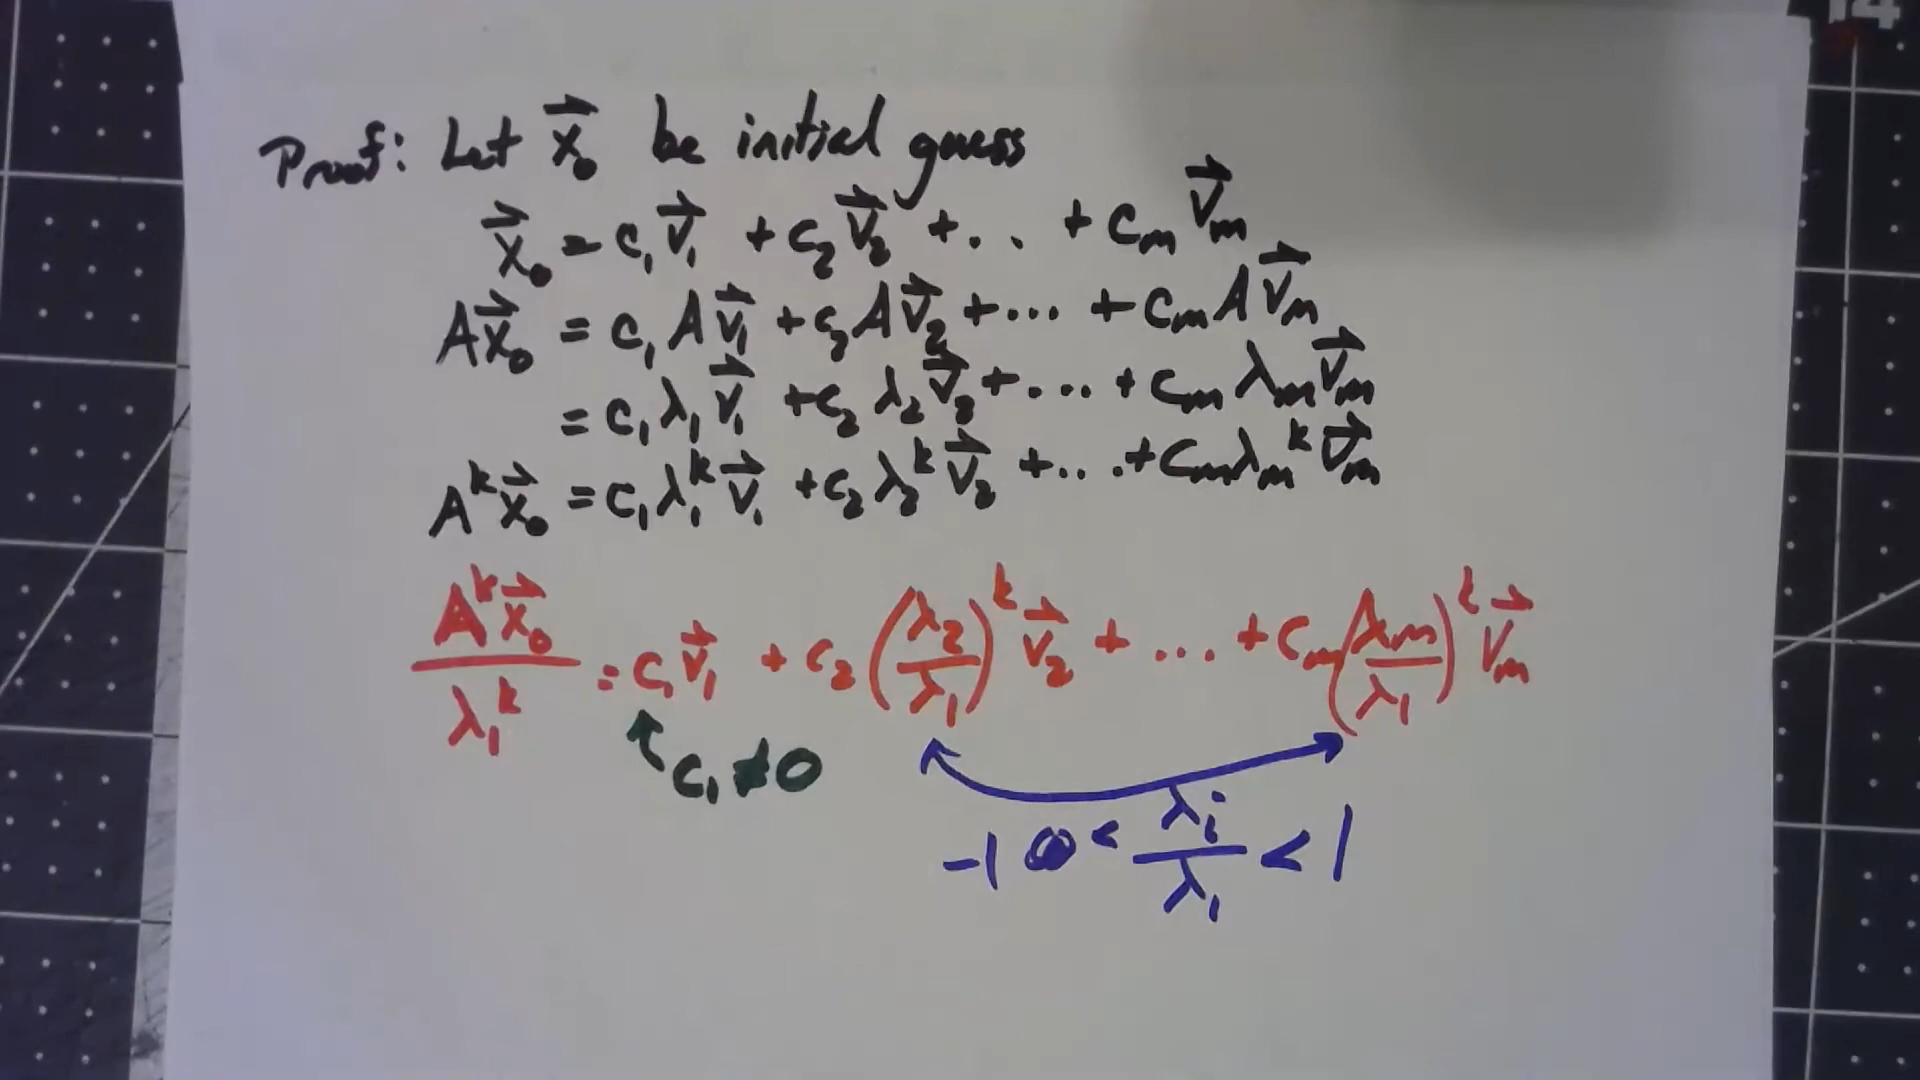 14
Proof: Let x⃗₀ be initial guess
x⃗₀ = c₁v⃗₁ + c₂v⃗₂ + .. + cₘv⃗ₘ
Ax⃗₀ = c₁Av⃗₁ + c₂Av⃗₂ + ... + cₘAv⃗ₘ
= c₁λ₁v⃗₁ + c₂λ₂v⃗₂ + ... + cₘλₘv⃗ₘ
Aᵏx⃗₀ = c₁λ₁ᵏv⃗₁ + c₂λ₂ᵏv⃗₂ + ... + cₘλₘᵏv⃗ₘ
Aᵏx⃗₀/λ₁ᵏ = c₁v⃗₁ + c₂(λ₂/λ₁)ᵏv⃗₂ + ... + cₘ(λₘ/λ₁)ᵏv⃗ₘ
c₁ ≠ 0
-1 < λᵢ/λ₁ < 1